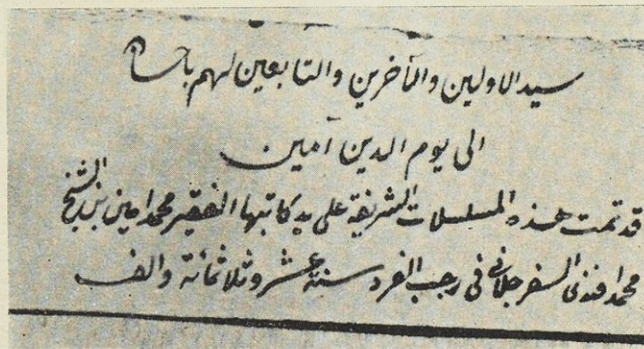 سيد الاولين والآخرين والتابعين لهم باحسان
الى يوم الدين آمين
قد تمت هذه المسلسلات الشريفة على يد كاتبها الفقير محمد امين بن الشيخ
محمد افندى السفرجلاني في رجب الفرد سنة عشر وثلاثمائة والف